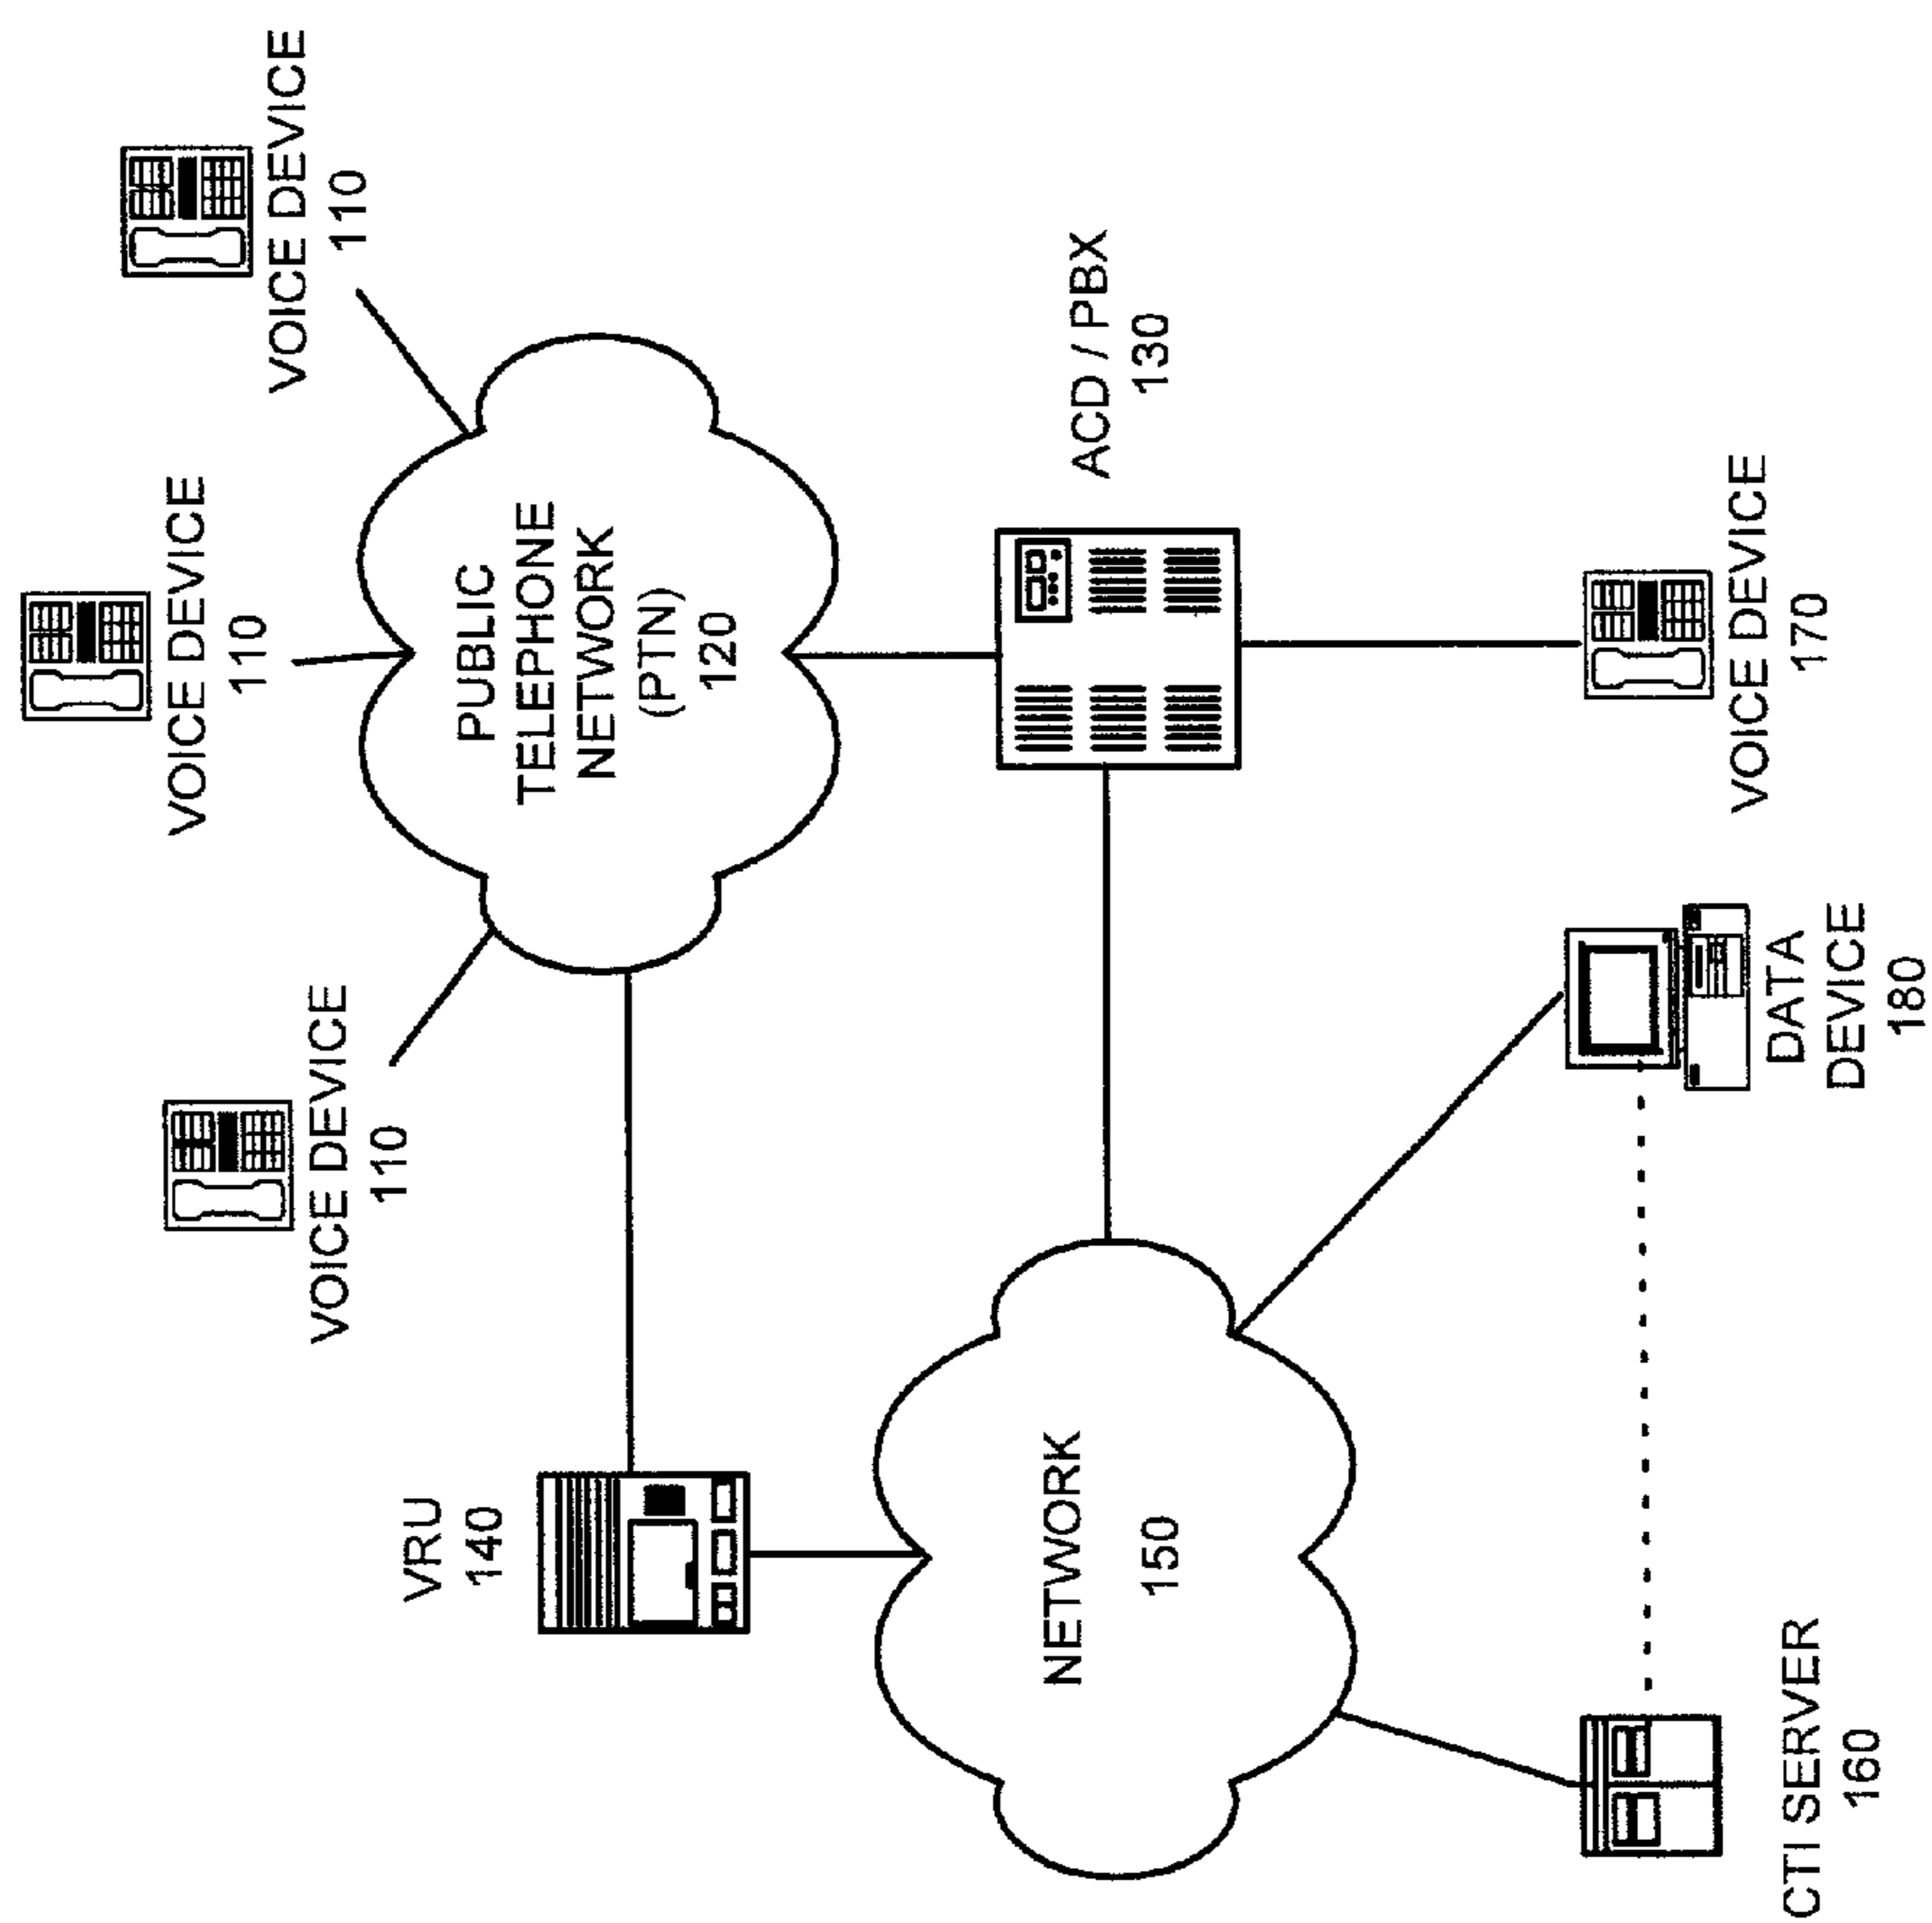 VOICE DEVICE
110
VOICE DEVICE
110
VOICE DEVICE
110
PUBLIC
TELEPHONE
NETWORK
(PTN)
120
VRU
140
NETWORK
150
ACD / PBX
130
CTI SERVER
160
DATA
DEVICE
180
VOICE DEVICE
170